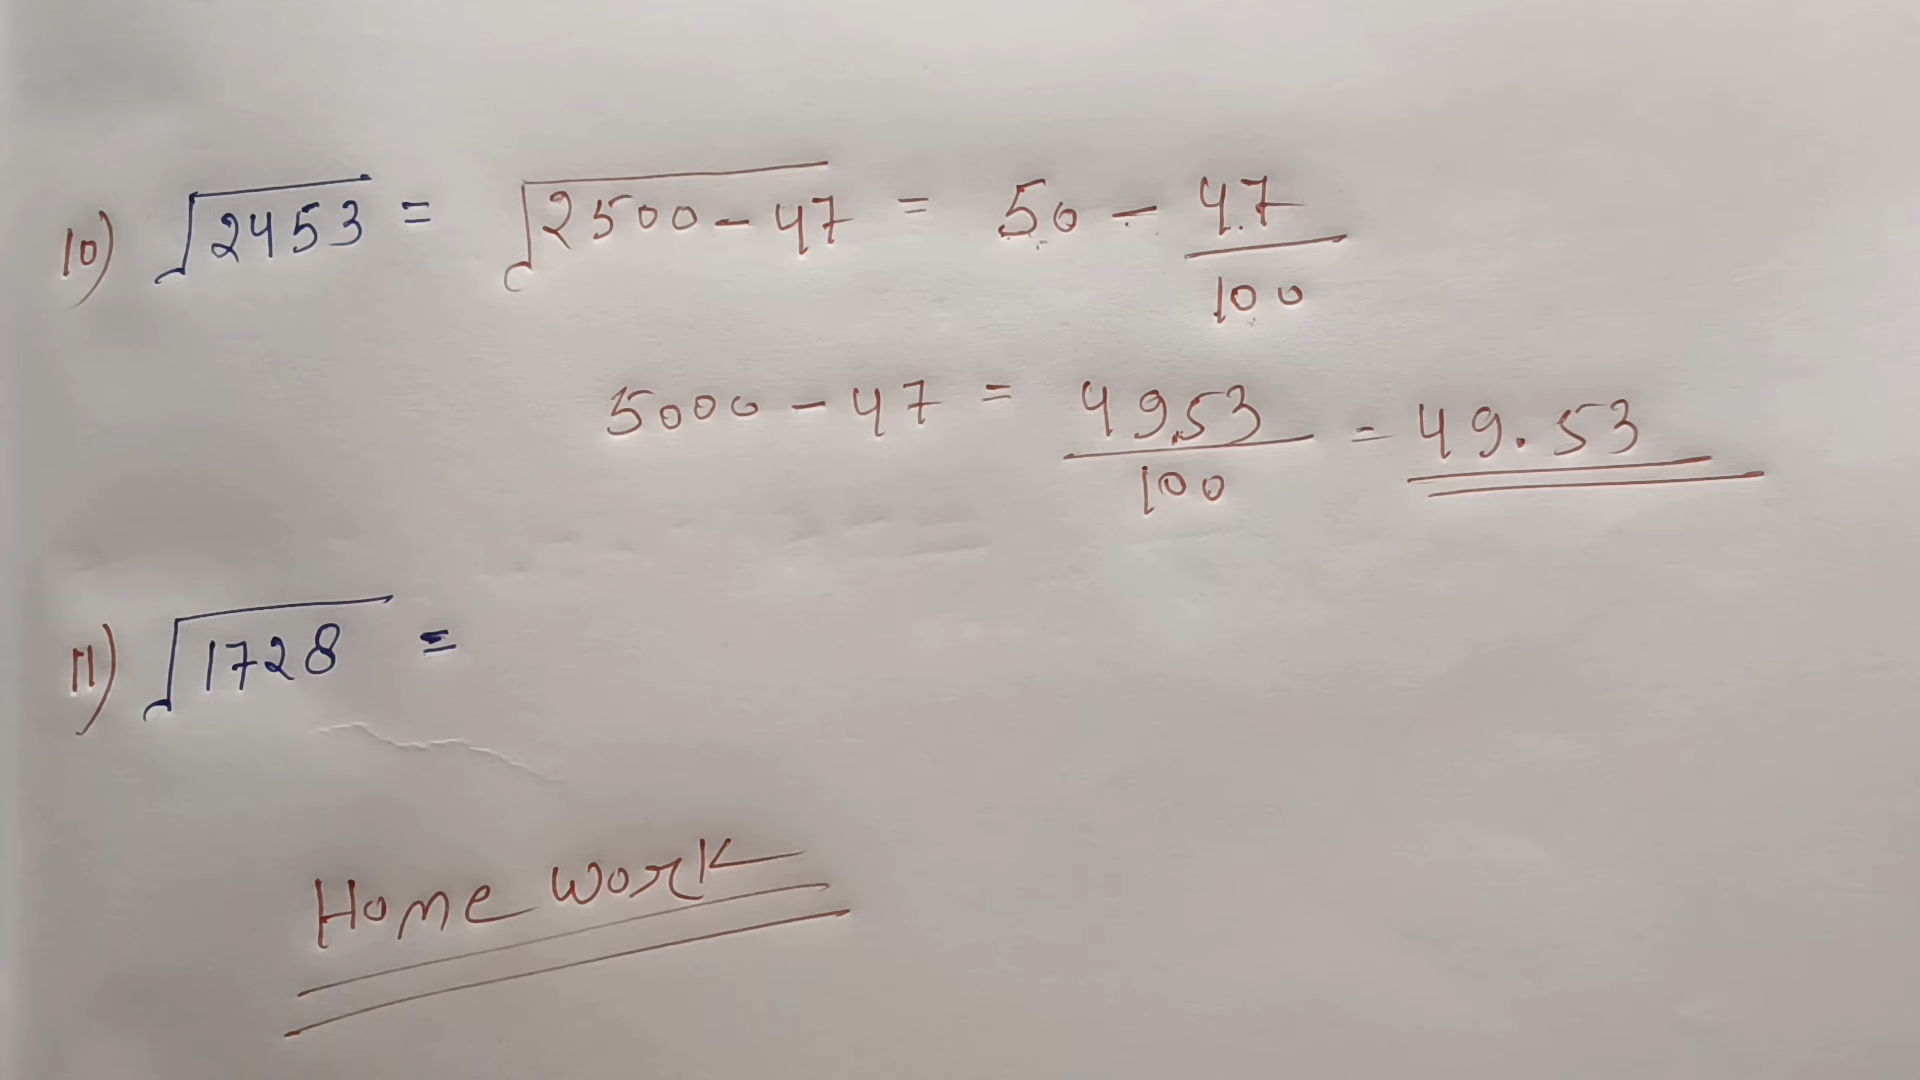 10) √2453 = √2500 - 47 = 50 - 47/100
5000 - 47 = 4953/100 = 49.53
11) √1728 =
Home work